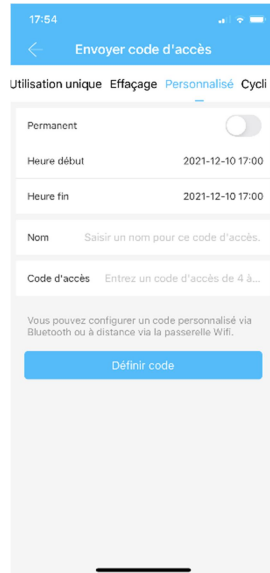 17:54
Envoyer code d'accès
Utilisation unique Effaçage Personnalisé Cycli
Permanent
Heure début 2021-12-10 17:00
Heure fin 2021-12-10 17:00
Nom Saisir un nom pour ce code d'accès.
Code d'accès Entrez un code d'accès de 4 à...
Vous pouvez configurer un code personnalisé via
Bluetooth ou à distance via la passerelle Wifi.
Définir code